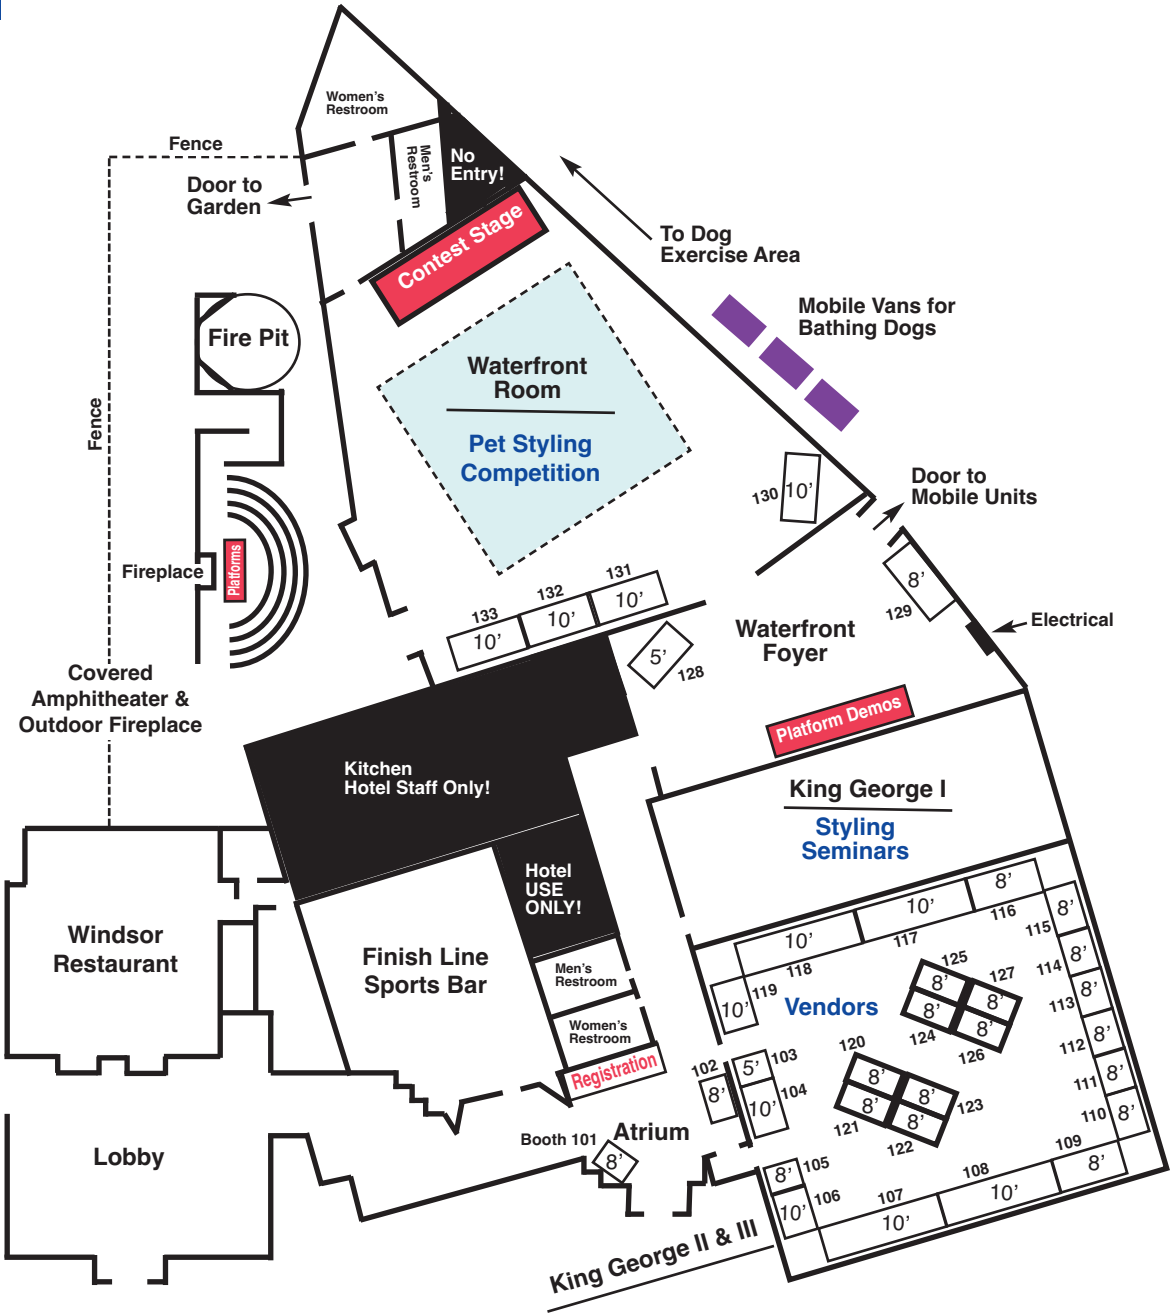 Women's
Restroom
Men's
Restroom
No
Entry!
Fence
Door to
Garden
Contest Stage
To Dog
Exercise Area
Mobile Vans for
Bathing Dogs
Fire Pit
Waterfront
Room
Pet Styling
Competition
Fence
130
10'
Door to
Mobile Units
Fireplace
Platforms
8'
129
Electrical
133
10'
132
10'
131
10'
5'
128
Waterfront
Foyer
Covered
Amphitheater &
Outdoor Fireplace
Platform Demos
Kitchen
Hotel Staff Only!
King George I
Styling
Seminars
Hotel
USE
ONLY!
Windsor
Restaurant
Finish Line
Sports Bar
Men's
Restroom
Women's
Restroom
Registration
10'
118
10'
117
8'
116
8'
115
8'
114
8'
113
8'
112
8'
111
8'
110
10'
119
Vendors
125
8'
127
8'
8'
124
8'
126
120
8'
8'
123
8'
121
8'
122
102
8'
5'
103
10'
104
Lobby
Booth 101
8'
Atrium
8'
105
10'
106
107
10'
108
10'
109
8'
King George II & III